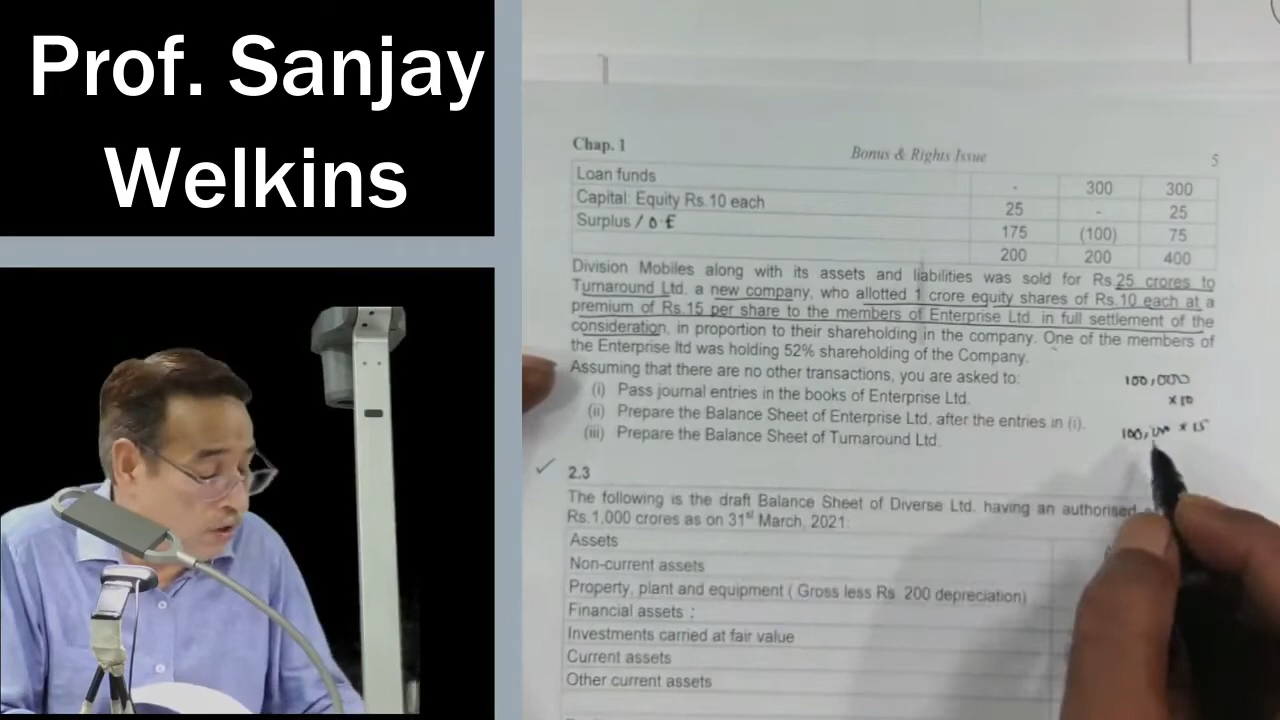 Prof. Sanjay
Welkins
Chap. 1 Bonus & Rights Issue 5
Loan funds - 300 300
Capital: Equity Rs.10 each 25 - 25
Surplus / O.E 175 (100) 75
200 200 400
Division Mobiles along with its assets and liabilities was sold for Rs.25 crores to
Turnaround Ltd. a new company, who allotted 1 crore equity shares of Rs.10 each at a
premium of Rs.15 per share to the members of Enterprise Ltd. in full settlement of the
consideration, in proportion to their shareholding in the company. One of the members of
the Enterprise ltd was holding 52% shareholding of the Company.
Assuming that there are no other transactions, you are asked to:
(i) Pass journal entries in the books of Enterprise Ltd.
(ii) Prepare the Balance Sheet of Enterprise Ltd. after the entries in (i).
(iii) Prepare the Balance Sheet of Turnaround Ltd.
100,000
x 10
x 15
2.3
The following is the draft Balance Sheet of Diverse Ltd. having an authorised
Rs.1,000 crores as on 31st March, 2021:
Assets
Non-current assets
Property, plant and equipment ( Gross less Rs. 200 depreciation)
Financial assets :
Investments carried at fair value
Current assets
Other current assets